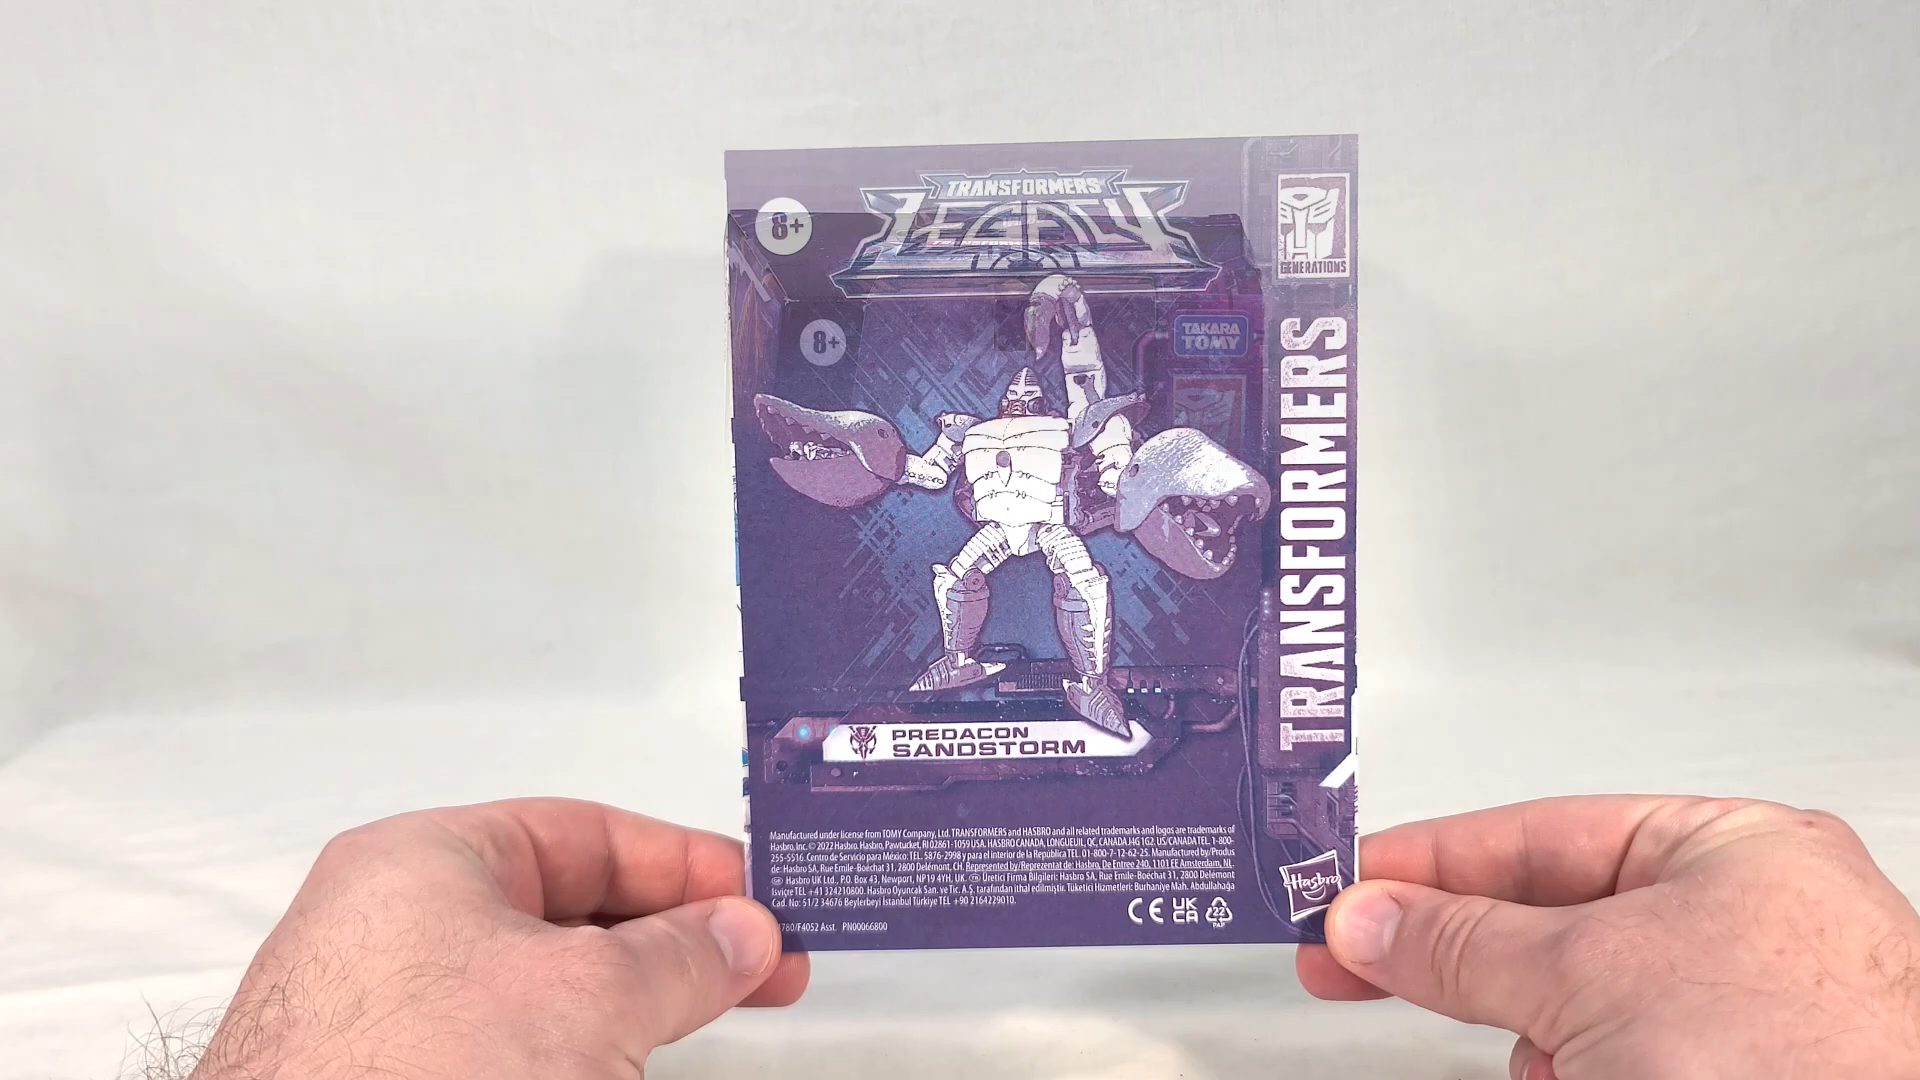 TRANSFORMERS
LEGACY
8+
GENERATIONS
8+
TAKARA
TOMY
TRANSFORMERS
PREDACON
SANDSTORM
Manufactured under license from TOMY Company, Ltd. TRANSFORMERS and HASBRO and all related trademarks and logos are trademarks of
Hasbro, Inc. © 2022 Hasbro. Hasbro, Pawtucket, RI 02861-1059 USA. HASBRO CANADA, LONGUEUIL, QC, CANADA J4G 1G2. US/CANADA TEL. 1-800-
255-5516. Centro de Servicio para México: TEL. 5876-2998 y para el interior de la República TEL. 01-800-7-12-62-25. Manufactured by/Produs
de: Hasbro SA, Rue Emile-Boéchat 31, 2800 Delémont, CH. Represented by/Reprezentat de: Hasbro, De Entree 240, 1101 EE Amsterdam, NL.
Hasbro UK Ltd., P.O. Box 43, Newport, NP19 4YH, UK. Üretici Firma Bilgileri: Hasbro SA, Rue Emile-Boéchat 31, 2800 Delémont
İsviçre TEL +41 324210800. Hasbro Oyuncak San. ve Tic. A.Ş. tarafından ithal edilmiştir. Tüketici Hizmetleri: Burhaniye Mah. Abdullahağa
Cad. No: 51/2 34676 Beylerbeyi İstanbul Türkiye TEL +90 2164229010.
CE UK CA 22
PAP
780/F4052 Asst. PN00066800
Hasbro